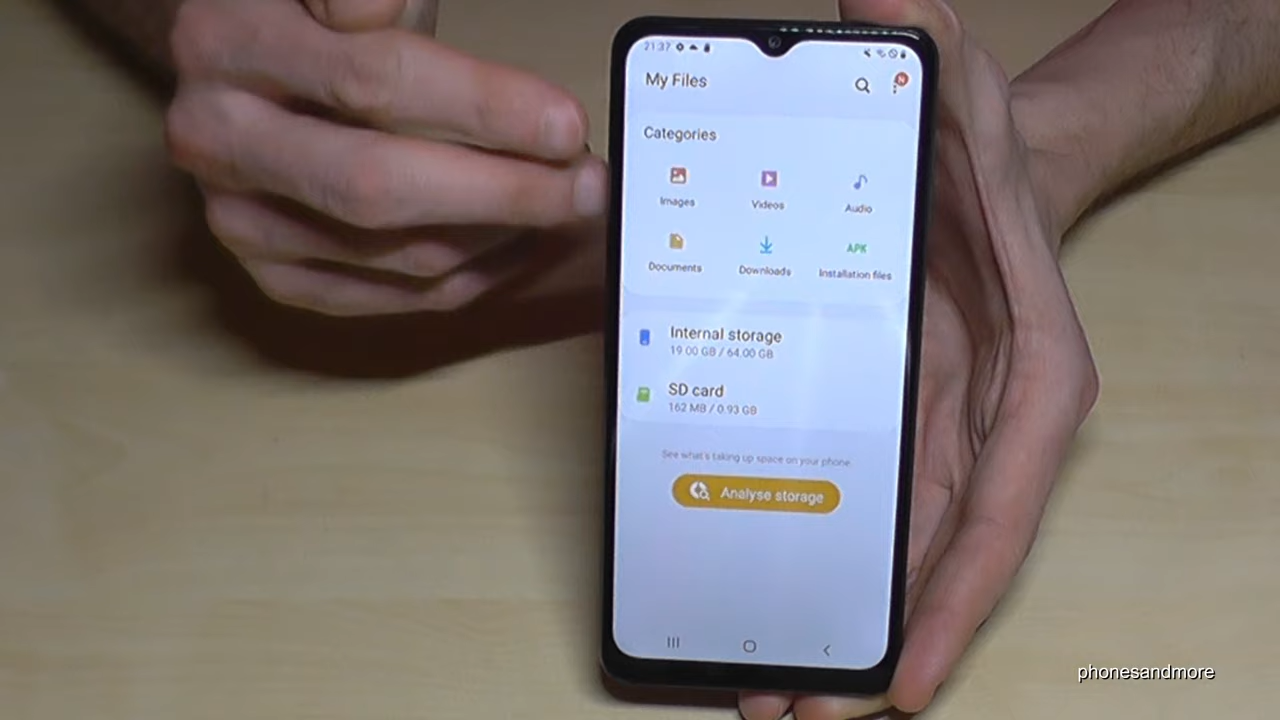 21:37
My Files
N
Categories
Images Videos Audio
APK
Documents Downloads Installation files
Internal storage
19.00 GB / 64.00 GB
SD card
162 MB / 0.93 GB
See what's taking up space on your phone.
Analyse storage
phonesandmore